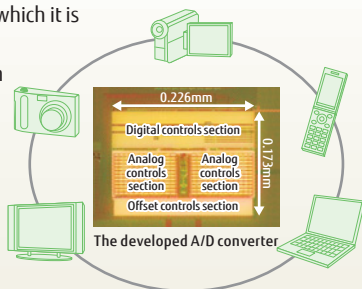 which it is
n
0.226mm
Digital controls section
0.173mm
Analog
controls
section
Analog
controls
section
Offset controls section
The developed A/D converter